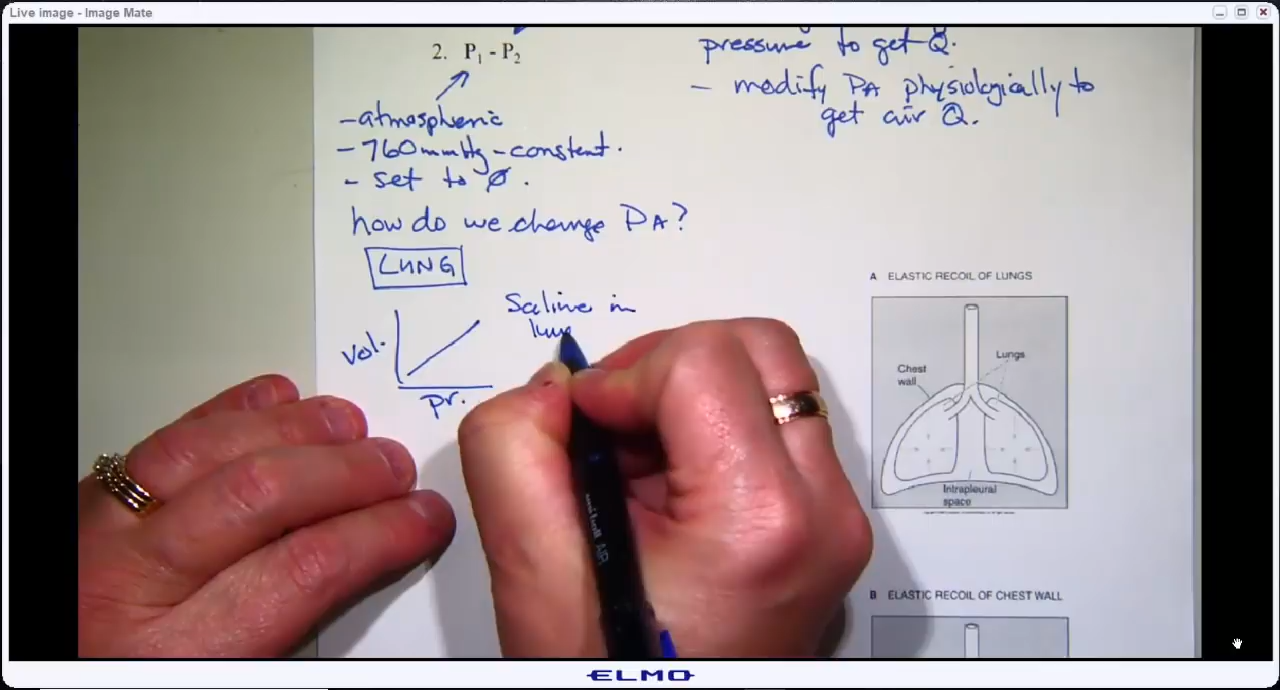 Live image - Image Mate
2. P1 - P2
- atmospheric
- 760mmHg - constant.
- set to Ø.
how do we change PA?
LUNG
vol.
pr.
Saline in
pressure to get Q.
- modify PA physiologically to
get air Q.
A ELASTIC RECOIL OF LUNGS
Lungs
Chest
wall
Intrapleural
space
B ELASTIC RECOIL OF CHEST WALL
uniball AIR
ELMO